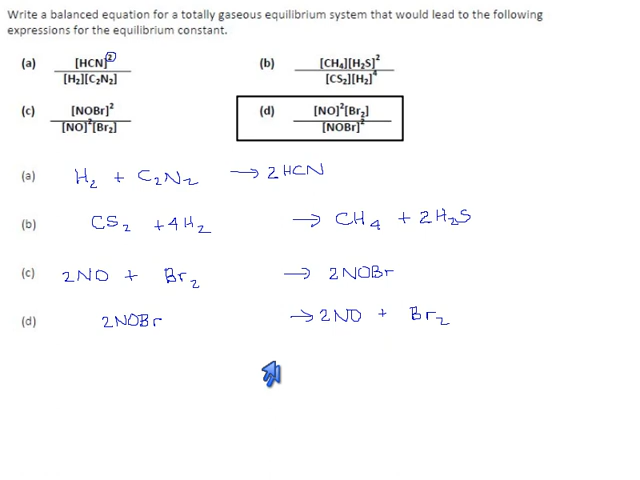 Write a balanced equation for a totally gaseous equilibrium system that would lead to the following
expressions for the equilibrium constant.
(a) [HCN]² / [H₂][C₂N₂] (b) [CH₄][H₂S]² / [CS₂][H₂]⁴
(c) [NOBr]² / [NO]²[Br₂] (d) [NO]²[Br₂] / [NOBr]²
(a) H₂ + C₂N₂ → 2HCN
(b) CS₂ + 4H₂ → CH₄ + 2H₂S
(c) 2NO + Br₂ → 2NOBr
(d) 2NOBr → 2NO + Br₂